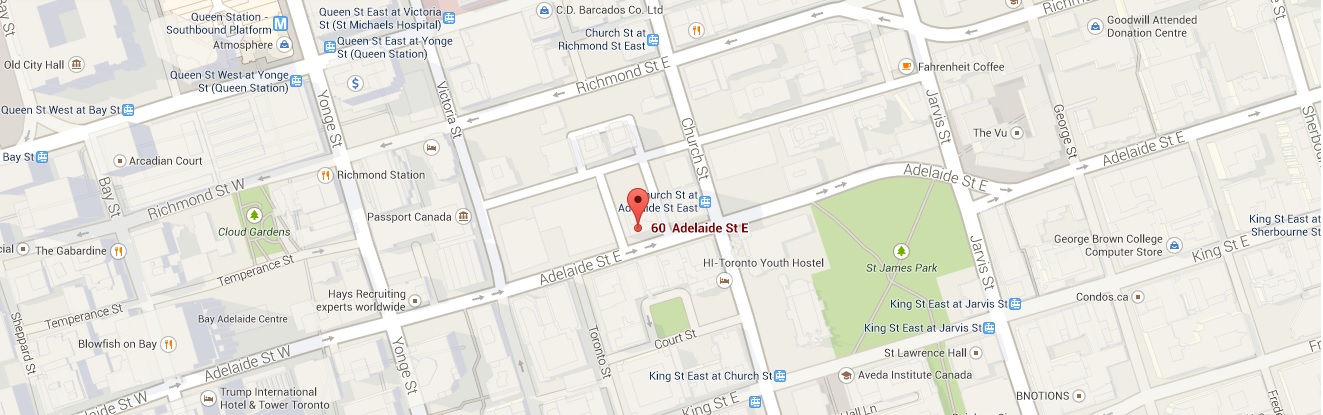 Queen Station -
Southbound Platform
Atmosphere
Old City Hall
Queen St East at Victoria
St (St Michaels Hospital)
Queen St East at Yonge
St (Queen Station)
Queen St West at Yonge
St (Queen Station)
Queen St West at Bay St
Bay St
C.D. Barcados Co. Ltd
Church St at
Richmond St East
Richmond St E
Goodwill Attended
Donation Centre
Fahrenheit Coffee
Yonge St
Victoria St
Church St
Jarvis St
George St
The Vu
Adelaide St E
Arcadian Court
Richmond Station
Bay St
Richmond St W
Cloud Gardens
Passport Canada
Church St at
Adelaide St East
60 Adelaide St E
Adelaide St E
The Gabardine
Temperance St
Temperance St
Adelaide St E
HI-Toronto Youth Hostel
St James Park
Jarvis St
George Brown College
Computer Store
King St East at
Sherbourne St
King St E
Hays Recruiting
experts worldwide
Bay Adelaide Centre
Blowfish on Bay
Sheppard St
Adelaide St W
Yonge St
Toronto St
Court St
King St East at Jarvis St
King St East at Jarvis St
Condos.ca
St Lawrence Hall
Aveda Institute Canada
King St East at Church St
King St E
Trump International
Hotel & Tower Toronto
BNOTIONS